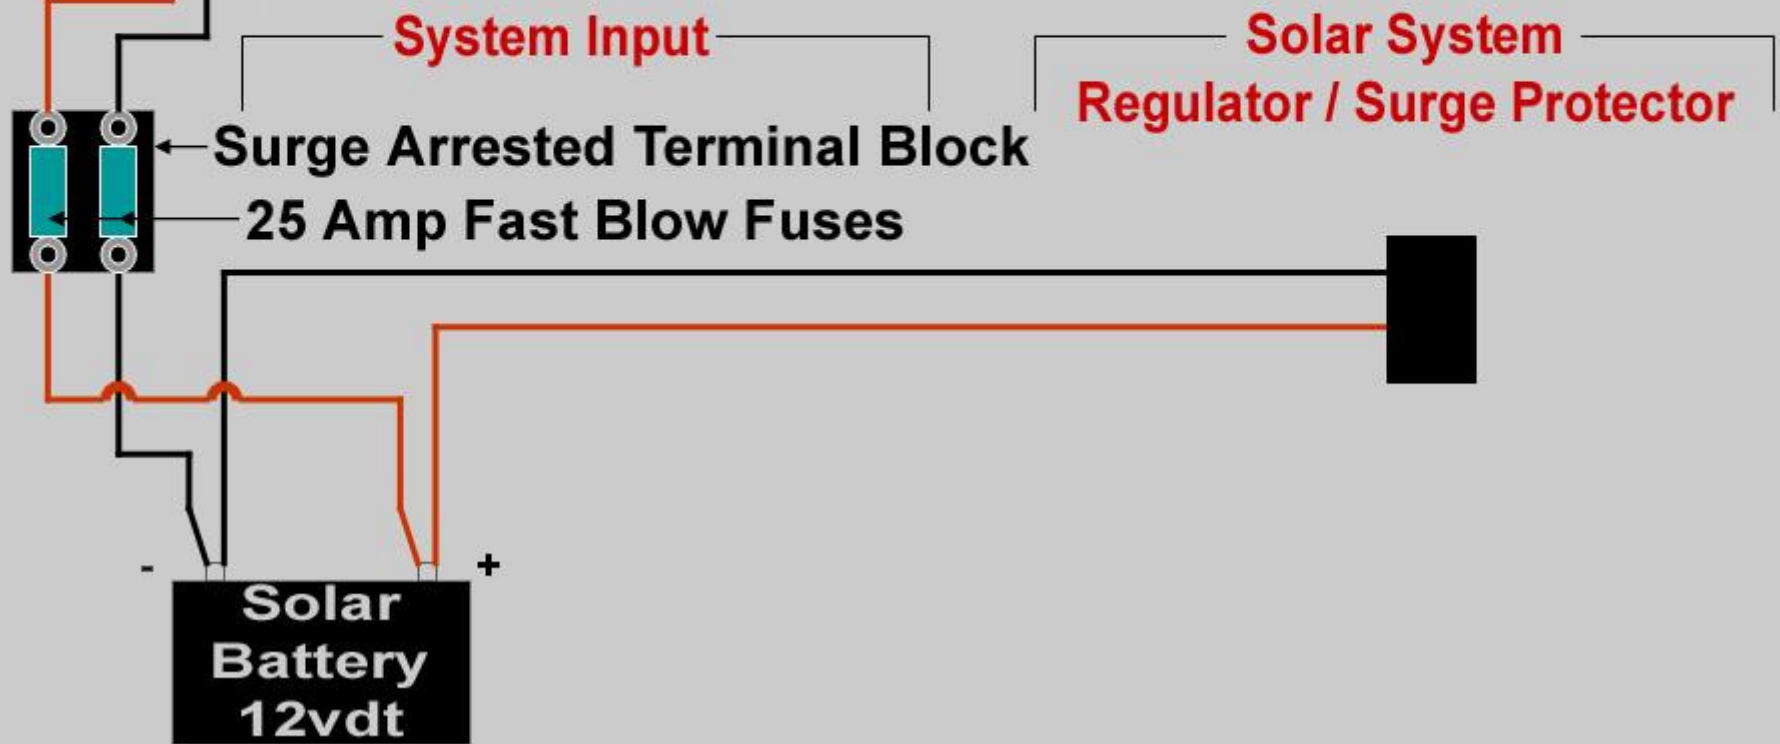 System Input
Solar System
Regulator / Surge Protector
Surge Arrested Terminal Block
25 Amp Fast Blow Fuses
- +
Solar
Battery
12vdt